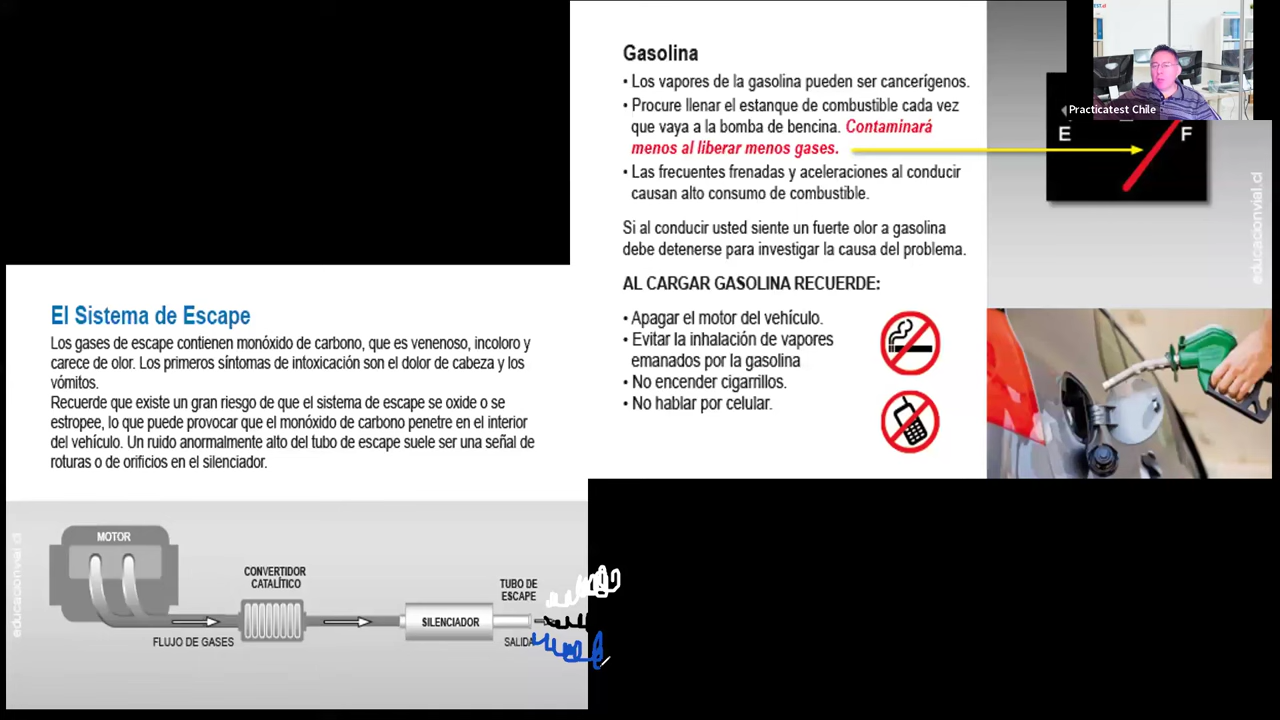 Gasolina
• Los vapores de la gasolina pueden ser cancerígenos.
• Procure llenar el estanque de combustible cada vez
que vaya a la bomba de bencina. Contaminará
menos al liberar menos gases.
• Las frecuentes frenadas y aceleraciones al conducir
causan alto consumo de combustible.
Si al conducir usted siente un fuerte olor a gasolina
debe detenerse para investigar la causa del problema.
AL CARGAR GASOLINA RECUERDE:
• Apagar el motor del vehículo.
• Evitar la inhalación de vapores
emanados por la gasolina
• No encender cigarrillos.
• No hablar por celular.
Practicatest Chile
E F
educacionvial.cl
El Sistema de Escape
Los gases de escape contienen monóxido de carbono, que es venenoso, incoloro y
carece de olor. Los primeros síntomas de intoxicación son el dolor de cabeza y los
vómitos.
Recuerde que existe un gran riesgo de que el sistema de escape se oxide o se
estropee, lo que puede provocar que el monóxido de carbono penetre en el interior
del vehículo. Un ruido anormalmente alto del tubo de escape suele ser una señal de
roturas o de orificios en el silenciador.
MOTOR
CONVERTIDOR
CATALÍTICO
TUBO DE
ESCAPE
SILENCIADOR
FLUJO DE GASES
SALIDA
educacionvial.cl